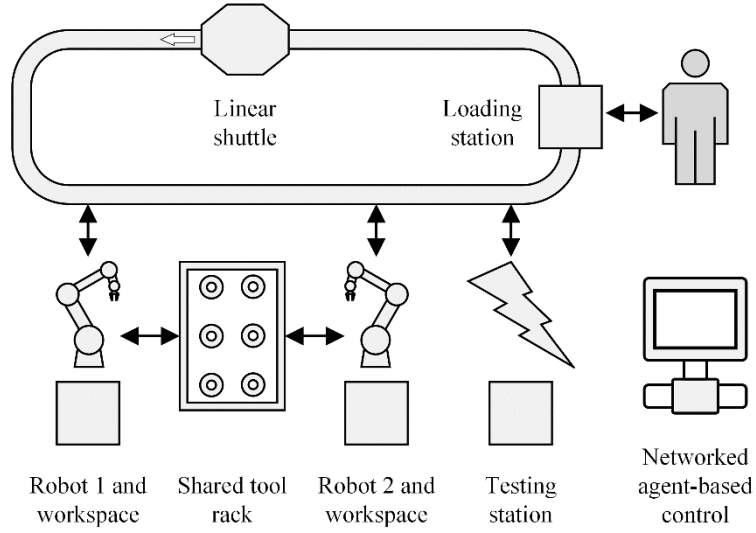 Linear
shuttle
Loading
station
Robot 1 and
workspace
Shared tool
rack
Robot 2 and
workspace
Testing
station
Networked
agent-based
control